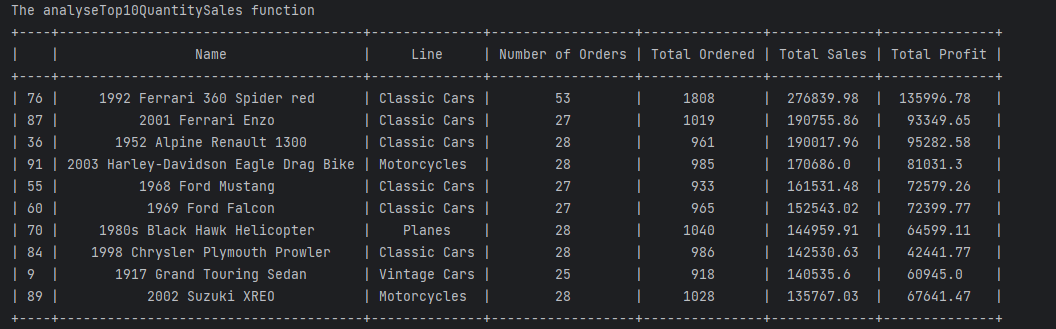 The analyseTop10QuantitySales function
+----+--------------------------------------+--------------+------------------+---------------+-------------+--------------+
|    |                 Name                 |     Line     | Number of Orders | Total Ordered | Total Sales | Total Profit |
+----+--------------------------------------+--------------+------------------+---------------+-------------+--------------+
| 76 |     1992 Ferrari 360 Spider red      | Classic Cars |        53        |     1808      |  276839.98  |  135996.78   |
| 87 |          2001 Ferrari Enzo           | Classic Cars |        27        |     1019      |  190755.86  |   93349.65   |
| 36 |       1952 Alpine Renault 1300       | Classic Cars |        28        |      961      |  190017.96  |   95282.58   |
| 91 | 2003 Harley-Davidson Eagle Drag Bike | Motorcycles  |        28        |      985      |  170686.0   |   81031.3    |
| 55 |          1968 Ford Mustang           | Classic Cars |        27        |      933      |  161531.48  |   72579.26   |
| 60 |           1969 Ford Falcon           | Classic Cars |        27        |      965      |  152543.02  |   72399.77   |
| 70 |      1980s Black Hawk Helicopter     |    Planes    |        28        |     1040      |  144959.91  |   64599.11   |
| 84 |    1998 Chrysler Plymouth Prowler    | Classic Cars |        28        |      986      |  142530.63  |   42441.77   |
| 9  |       1917 Grand Touring Sedan       | Vintage Cars |        25        |      918      |  140535.6   |   60945.0    |
| 89 |           2002 Suzuki XREO           | Motorcycles  |        28        |     1028      |  135767.03  |   67641.47   |
+----+--------------------------------------+--------------+------------------+---------------+-------------+--------------+